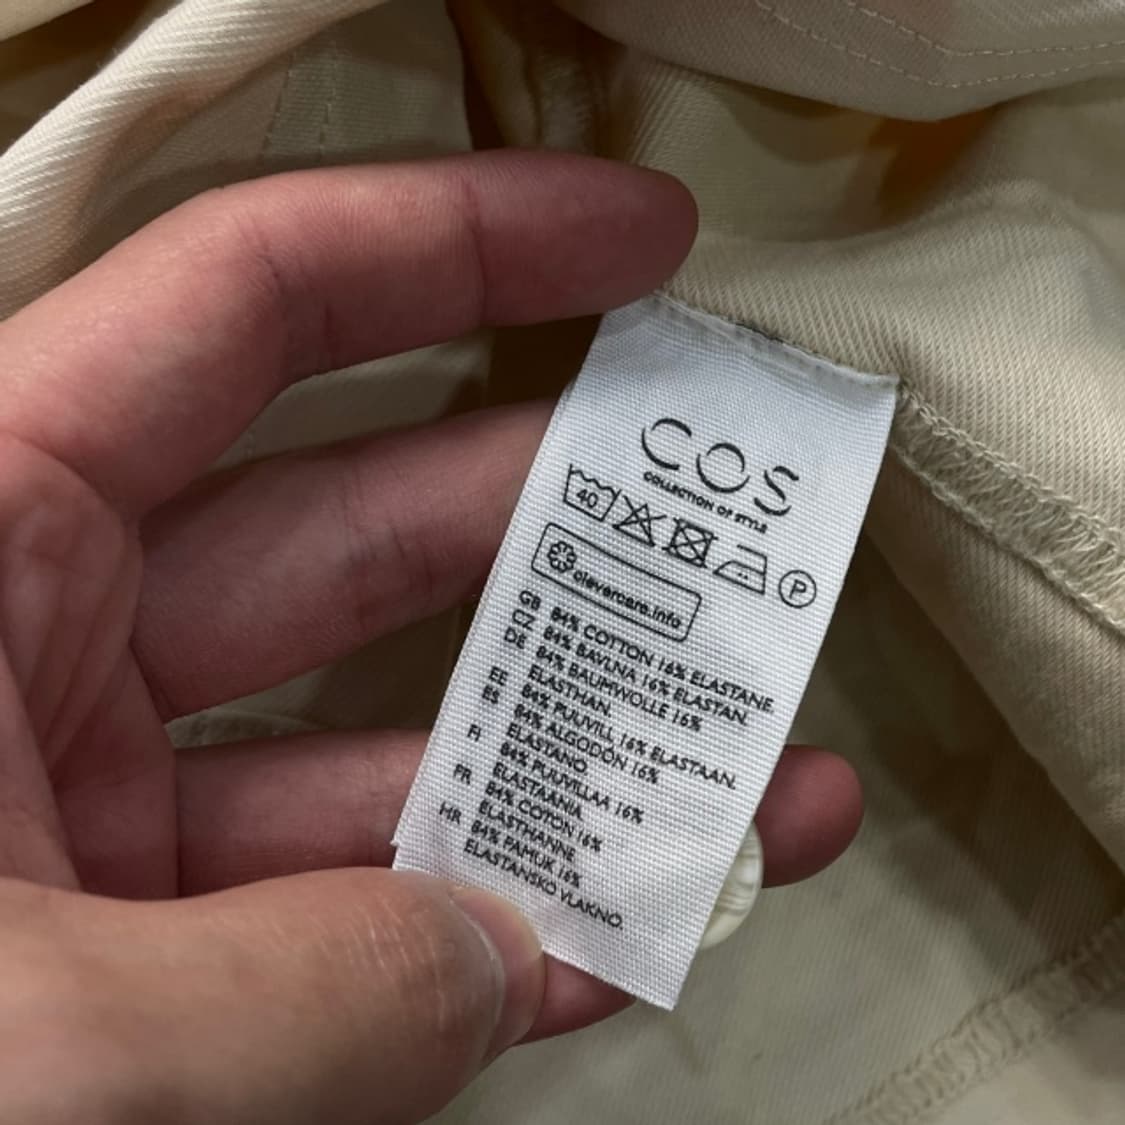 COS
COLLECTION OF STYLE
40
P
clevercare.info
GB 84% COTTON 16% ELASTANE.
CZ 84% BAVLNA 16% ELASTAN.
DE 84% BAUMWOLLE 16%
ELASTHAN.
EE 84% PUUVILL 16% ELASTAAN.
ES 84% ALGODÓN 16%
ELASTANO
FI 84% PUUVILLAA 16%
ELASTAANIA
FR 84% COTON 16%
ELASTHANNE
HR 84% PAMUK 16%
ELASTANSKO VLAKNO.